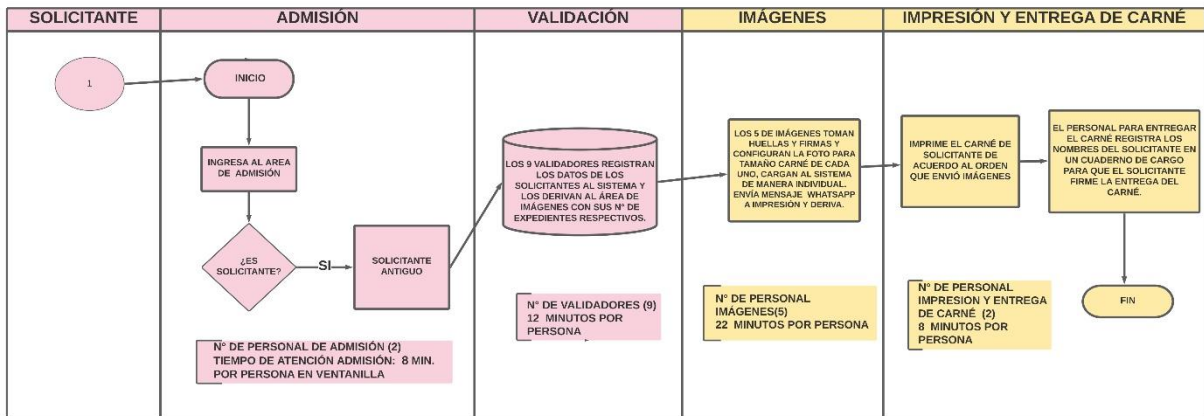 SOLICITANTE
ADMISIÓN
VALIDACIÓN
IMÁGENES
IMPRESIÓN Y ENTREGA DE CARNÉ
1
INICIO
INGRESA AL AREA
DE ADMISIÓN
¿ES
SOLICITANTE?
SI
SOLICITANTE
ANTIGUO
Nº DE PERSONAL DE ADMISIÓN (2)
TIEMPO DE ATENCIÓN ADMISIÓN: 8 MIN.
POR PERSONA EN VENTANILLA
LOS 9 VALIDADORES REGISTRAN
LOS DATOS DE LOS
SOLICITANTES AL SISTEMA Y
LOS DERIVAN AL ÁREA DE
IMÁGENES CON SUS Nº DE
EXPEDIENTES RESPECTIVOS.
N° DE VALIDADORES (9)
12 MINUTOS POR
PERSONA
LOS 5 DE IMÁGENES TOMAN
HUELLAS Y FIRMAS Y
CONFIGURAN LA FOTO PARA
TAMAÑO CARNÉ DE CADA
UNO, CARGAN AL SISTEMA
DE MANERA INDIVIDUAL.
ENVÍA MENSAJE WHATSAPP
A IMPRESIÓN Y DERIVA.
N° DE PERSONAL
IMÁGENES(5)
22 MINUTOS POR PERSONA
IMPRIME EL CARNÉ DE
SOLICITANTE DE
ACUERDO AL ORDEN
QUE ENVIÓ IMÁGENES
EL PERSONAL PARA ENTREGAR
EL CARNÉ REGISTRA LOS
NOMBRES DEL SOLICITANTE EN
UN CUADERNO DE CARGO
PARA QUE EL SOLICITANTE
FIRME LA ENTREGA DEL
CARNÉ.
N° DE PERSONAL
IMPRESION Y ENTREGA
DE CARNÉ (2)
8 MINUTOS POR
PERSONA
FIN